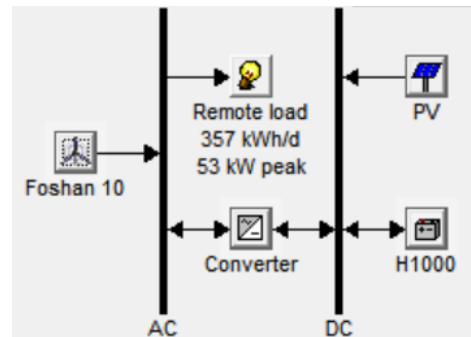 Remote load
357 kWh/d
53 kW peak
PV
Foshan 10
Converter
H1000
AC
DC